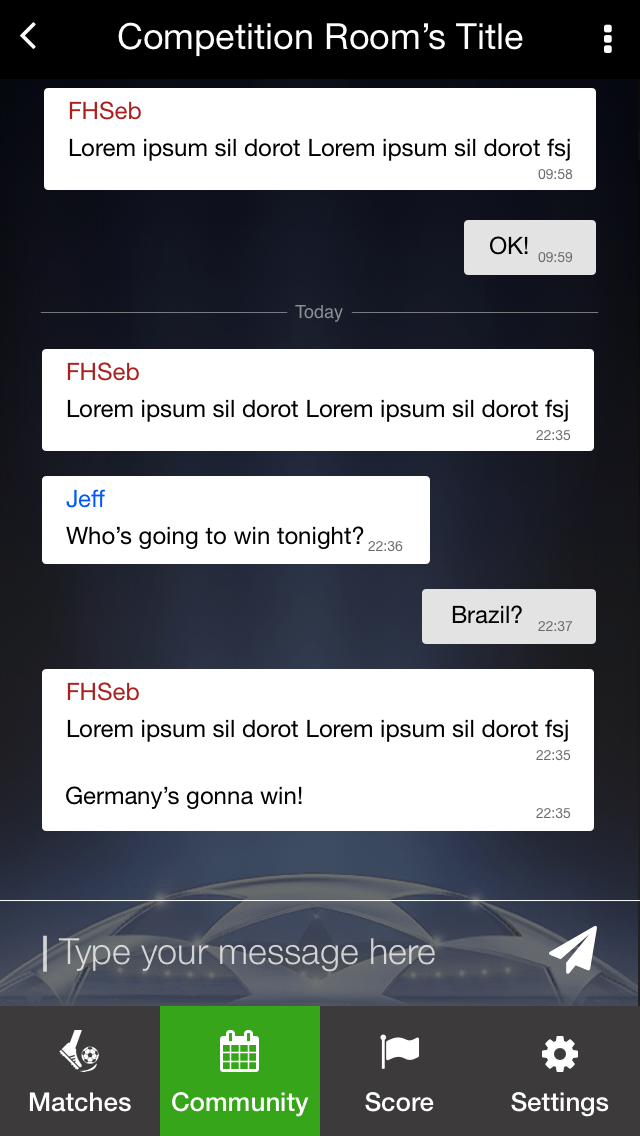 Competition Room’s Title
FHSeb
Lorem ipsum sil dorot Lorem ipsum sil dorot fsj
09:58
OK! 09:59
Today
FHSeb
Lorem ipsum sil dorot Lorem ipsum sil dorot fsj
22:35
Jeff
Who’s going to win tonight? 22:36
Brazil? 22:37
FHSeb
Lorem ipsum sil dorot Lorem ipsum sil dorot fsj
22:35
Germany’s gonna win!
22:35
Type your message here
Matches Community Score Settings